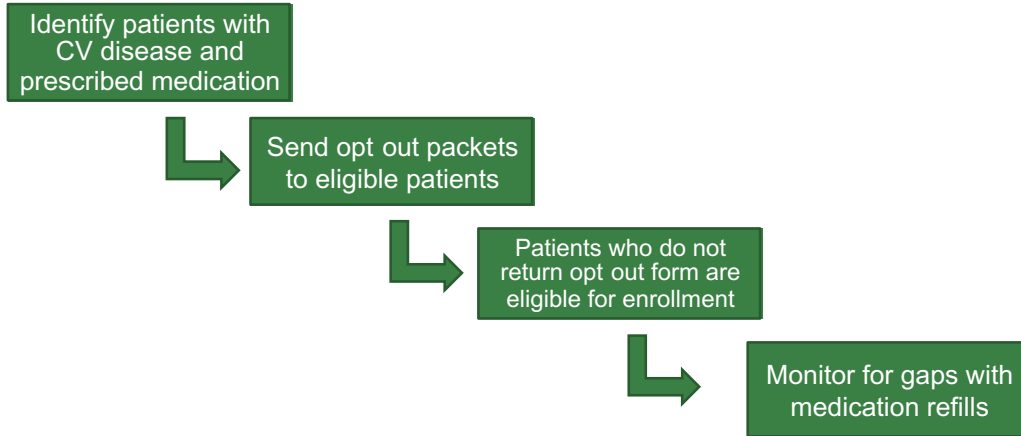 Identify patients with
CV disease and
prescribed medication
Send opt out packets
to eligible patients
Patients who do not
return opt out form are
eligible for enrollment
Monitor for gaps with
medication refills